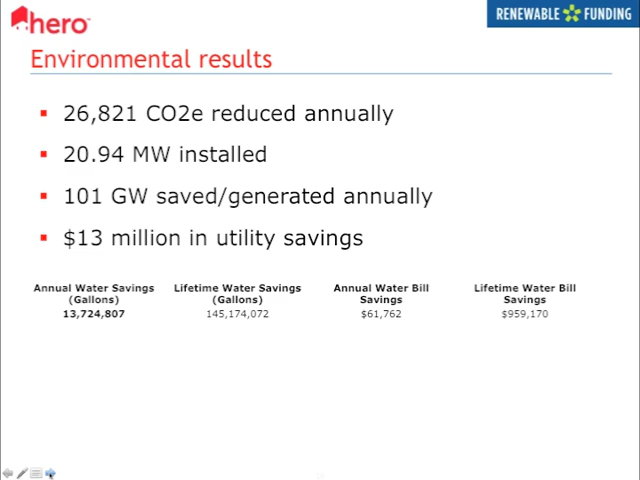 hero
RENEWABLE FUNDING
Environmental results
26,821 CO2e reduced annually
20.94 MW installed
101 GW saved/generated annually
$13 million in utility savings
Annual Water Savings (Gallons) Lifetime Water Savings (Gallons) Annual Water Bill Savings Lifetime Water Bill Savings
13,724,807 145,174,072 $61,762 $959,170